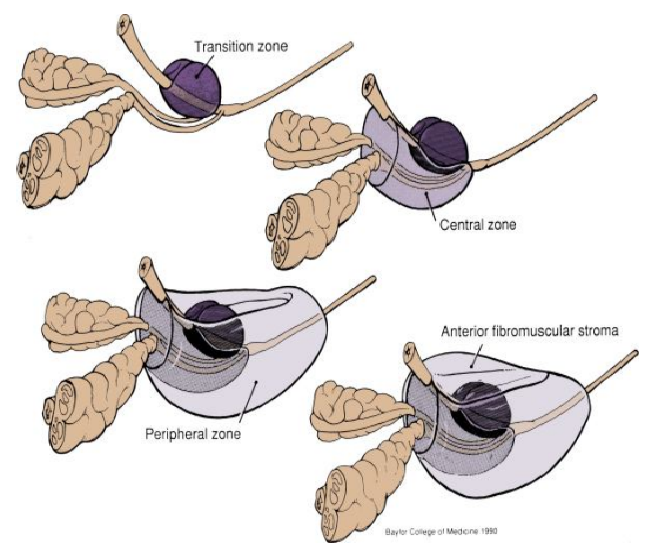 Transition zone
Central zone
Anterior fibromuscular stroma
Peripheral zone
Baylor College of Medicine 1990